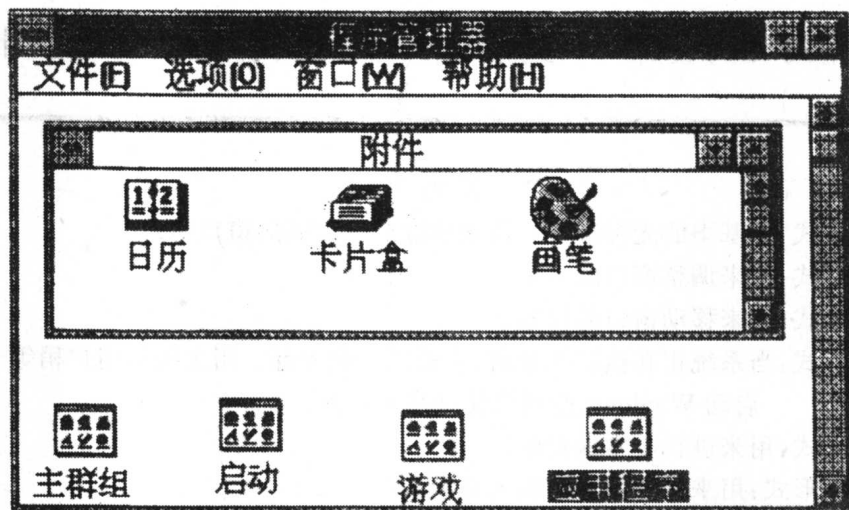 程序管理器
文件(F) 选项(O) 窗口(W) 帮助(H)
附件
日历 卡片盒 画笔
主群组 启动 游戏